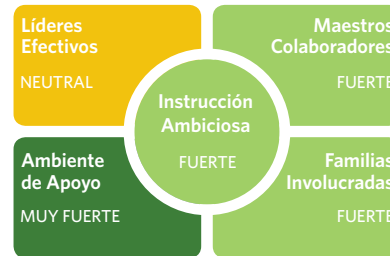 Líderes
Efectivos
NEUTRAL
Maestros
Colaboradores
FUERTE
Instrucción
Ambiciosa
FUERTE
Ambiente
de Apoyo
MUY FUERTE
Familias
Involucradas
FUERTE